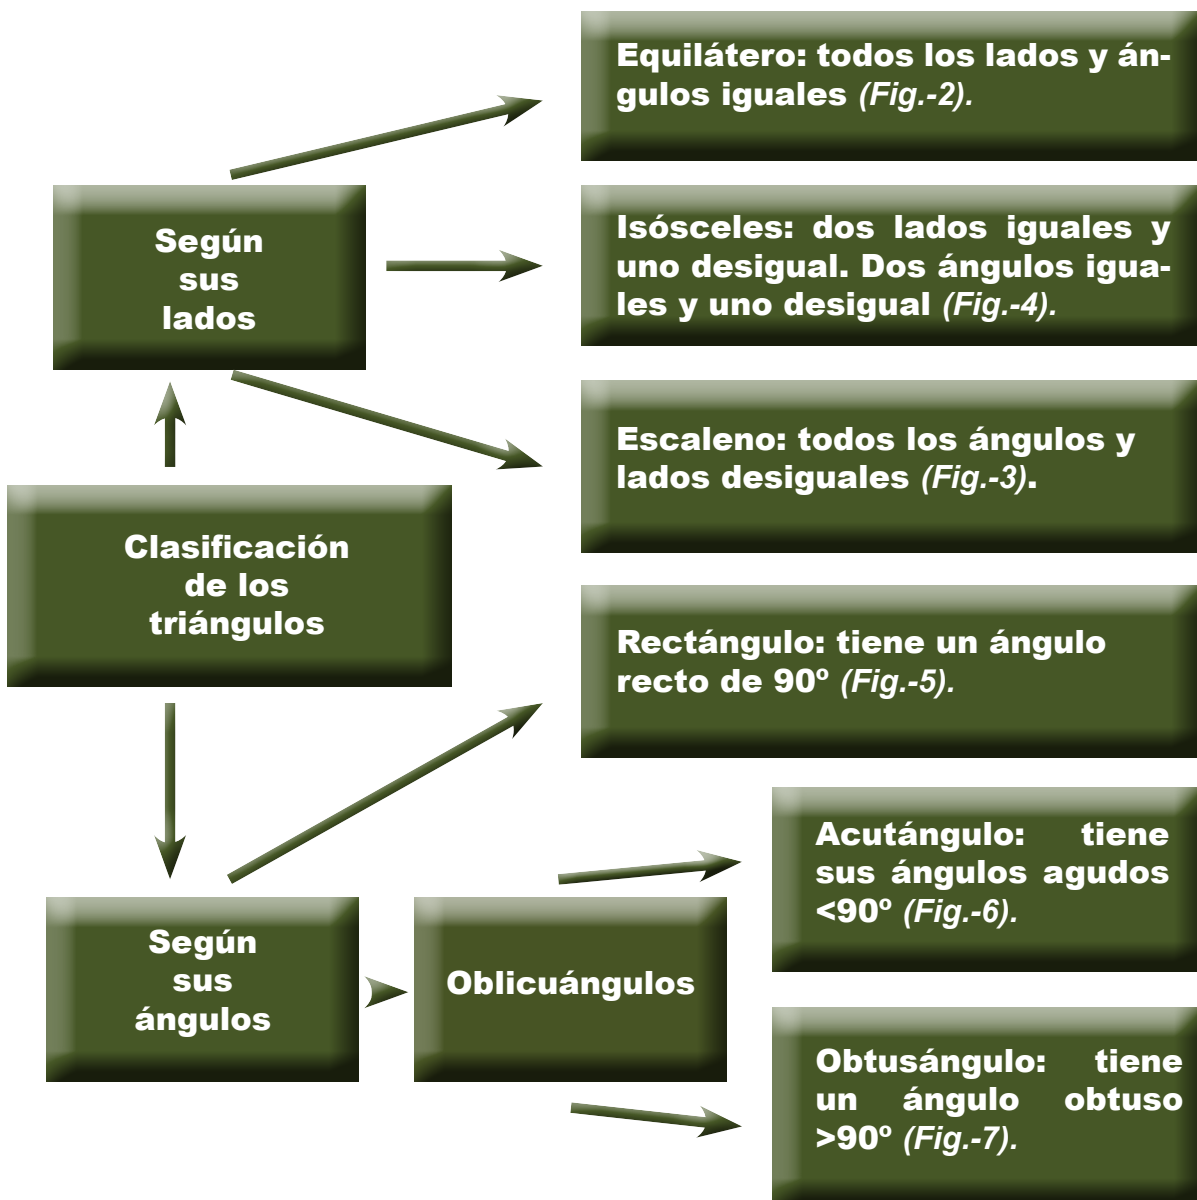 Equilátero: todos los lados y án-
gulos iguales (Fig.-2).
Según
sus
lados
Isósceles: dos lados iguales y
uno desigual. Dos ángulos igua-
les y uno desigual (Fig.-4).
Escaleno: todos los ángulos y
lados desiguales (Fig.-3).
Clasificación
de los
triángulos
Rectángulo: tiene un ángulo
recto de 90º (Fig.-5).
Según
sus
ángulos
Oblicuángulos
Acutángulo: tiene
sus ángulos agudos
<90º (Fig.-6).
Obtusángulo: tiene
un ángulo obtuso
>90º (Fig.-7).